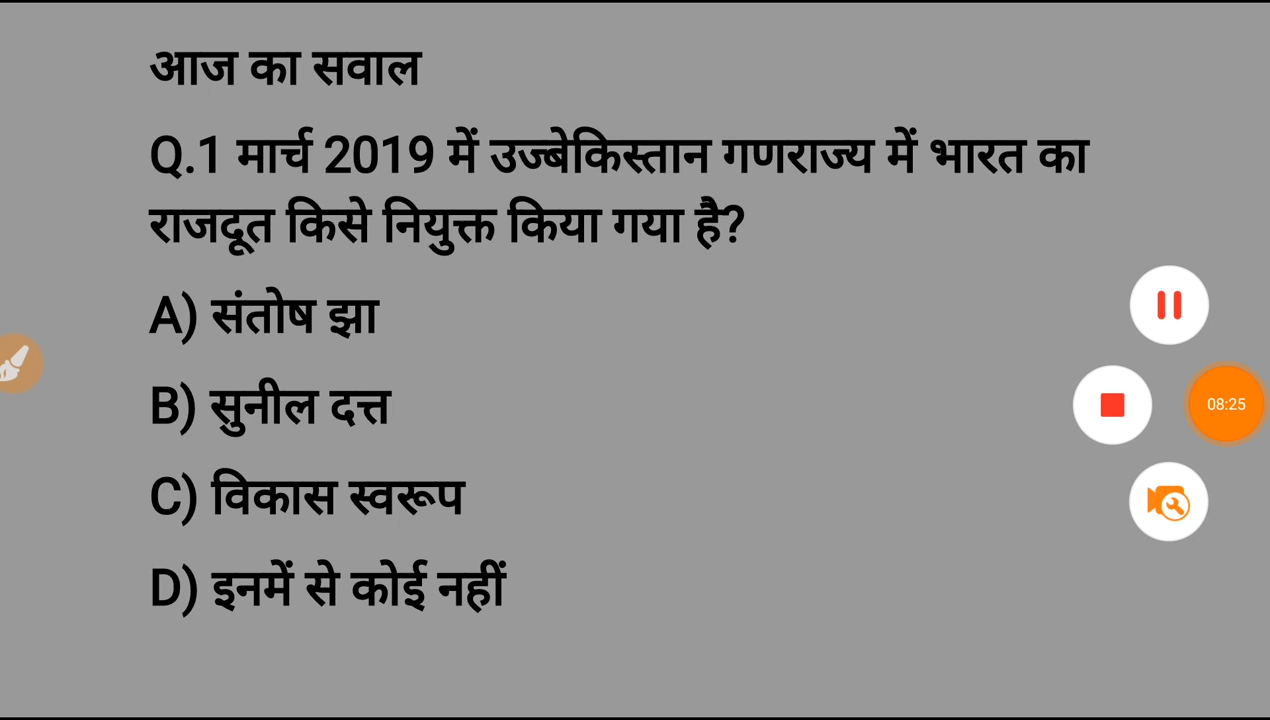 आज का सवाल
Q.1 मार्च 2019 में उज्बेकिस्तान गणराज्य में भारत का
राजदूत किसे नियुक्त किया गया है?
A) संतोष झा
B) सुनील दत्त
C) विकास स्वरूप
D) इनमें से कोई नहीं
08:25